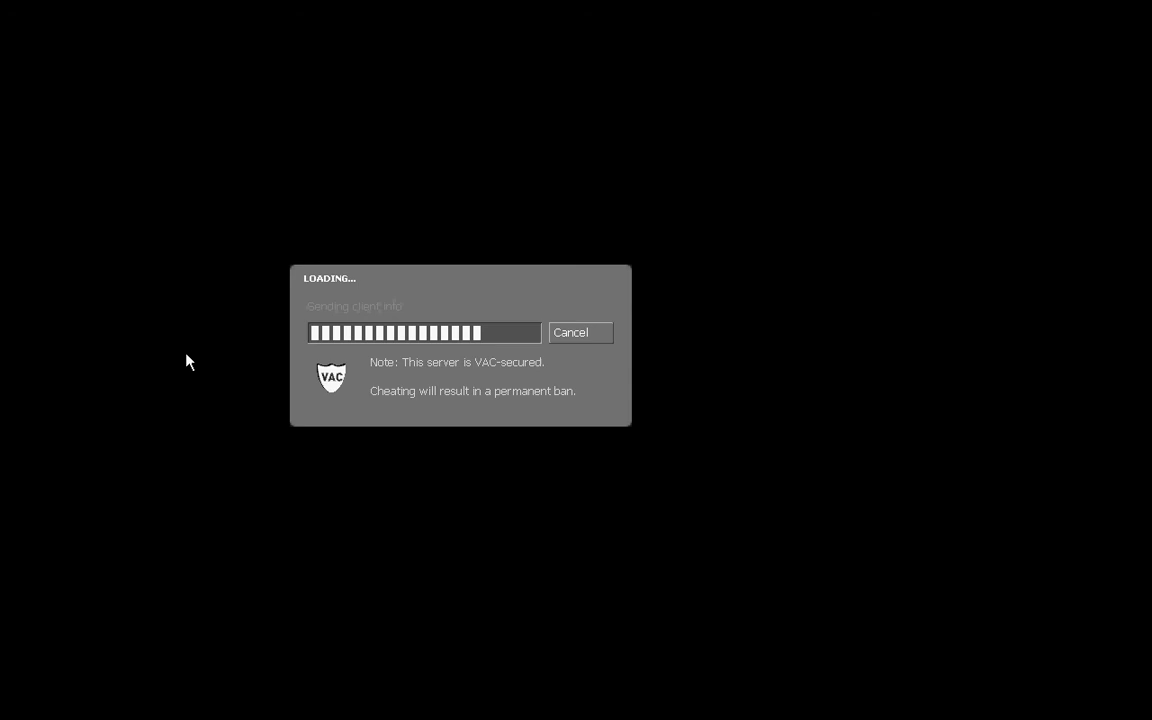 LOADING...
Sending client info
Cancel
VAC
Note: This server is VAC-secured.
Cheating will result in a permanent ban.